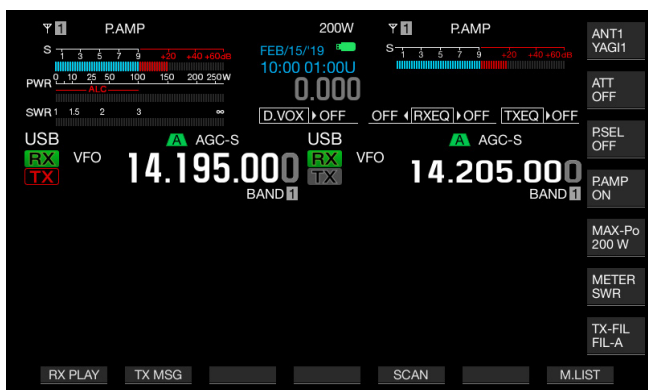 1 P.AMP 200W 1 P.AMP
S 1 3 5 7 9 +20 +40 +60dB
FEB/15/'19
S 1 3 5 7 9 +20 +40 +60dB
10:00 01:00U
PWR 0 10 25 50 100 150 200 250W
ALC
0.000
SWR 1 1.5 2 3 ∞
D.VOX OFF OFF RXEQ OFF TXEQ OFF
USB A AGC-S USB A AGC-S
RX VFO 14.195.000 RX VFO 14.205.000
TX TX
BAND 1 BAND 1
ANT1
YAGI1
ATT
OFF
P.SEL
OFF
P.AMP
ON
MAX-Po
200 W
METER
SWR
TX-FIL
FIL-A
RX PLAY TX MSG SCAN M.LIST